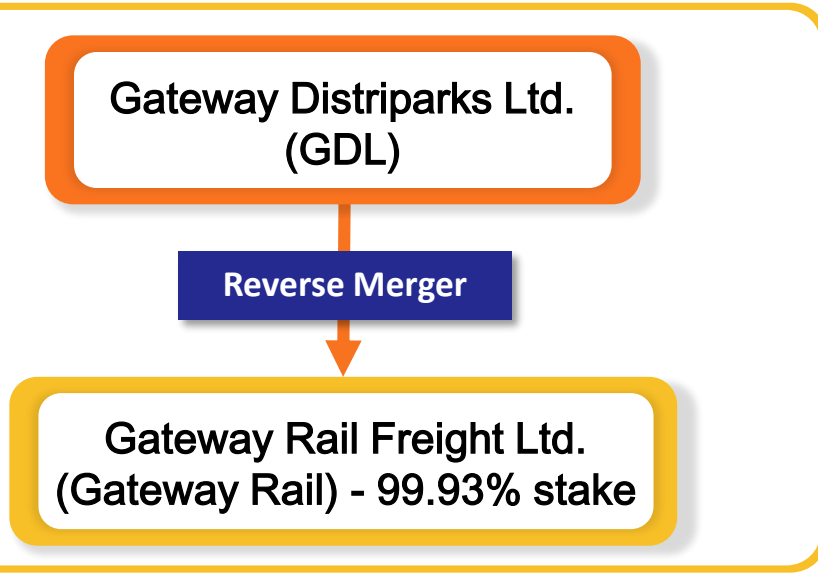 Gateway Distriparks Ltd.
(GDL)
Reverse Merger
Gateway Rail Freight Ltd.
(Gateway Rail) - 99.93% stake